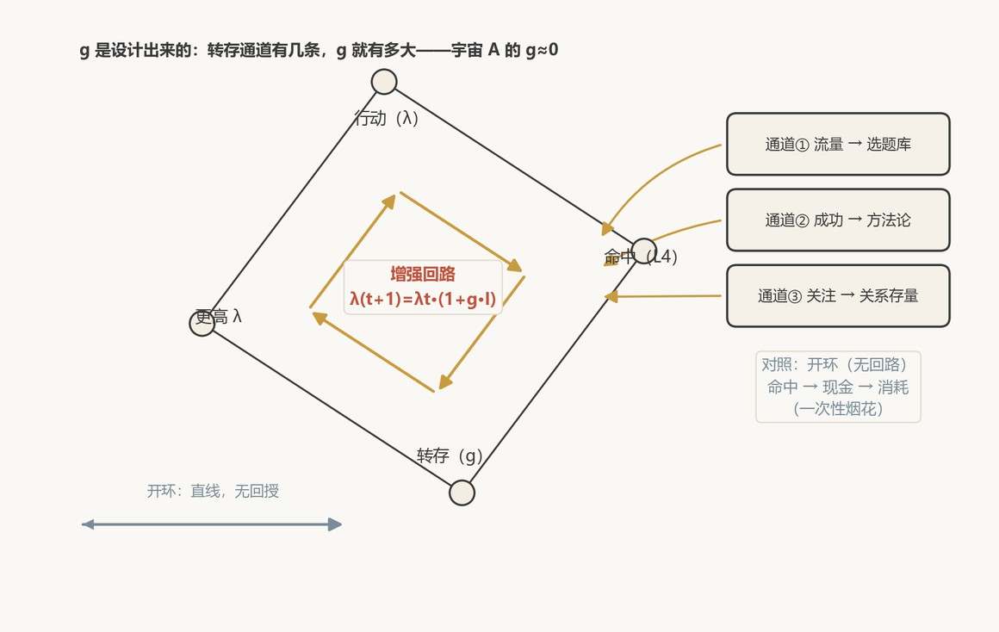 g 是设计出来的：转存通道有几条，g 就有多大——宇宙 A 的 g≈0
行动（λ）
通道① 流量 → 选题库
通道② 成功 → 方法论
命中（L4）
增强回路
λ(t+1)=λt•(1+g•I)
通道③ 关注 → 关系存量
更高 λ
对照：开环（无回路）
命中 → 现金 → 消耗
（一次性烟花）
转存（g）
开环：直线，无回授